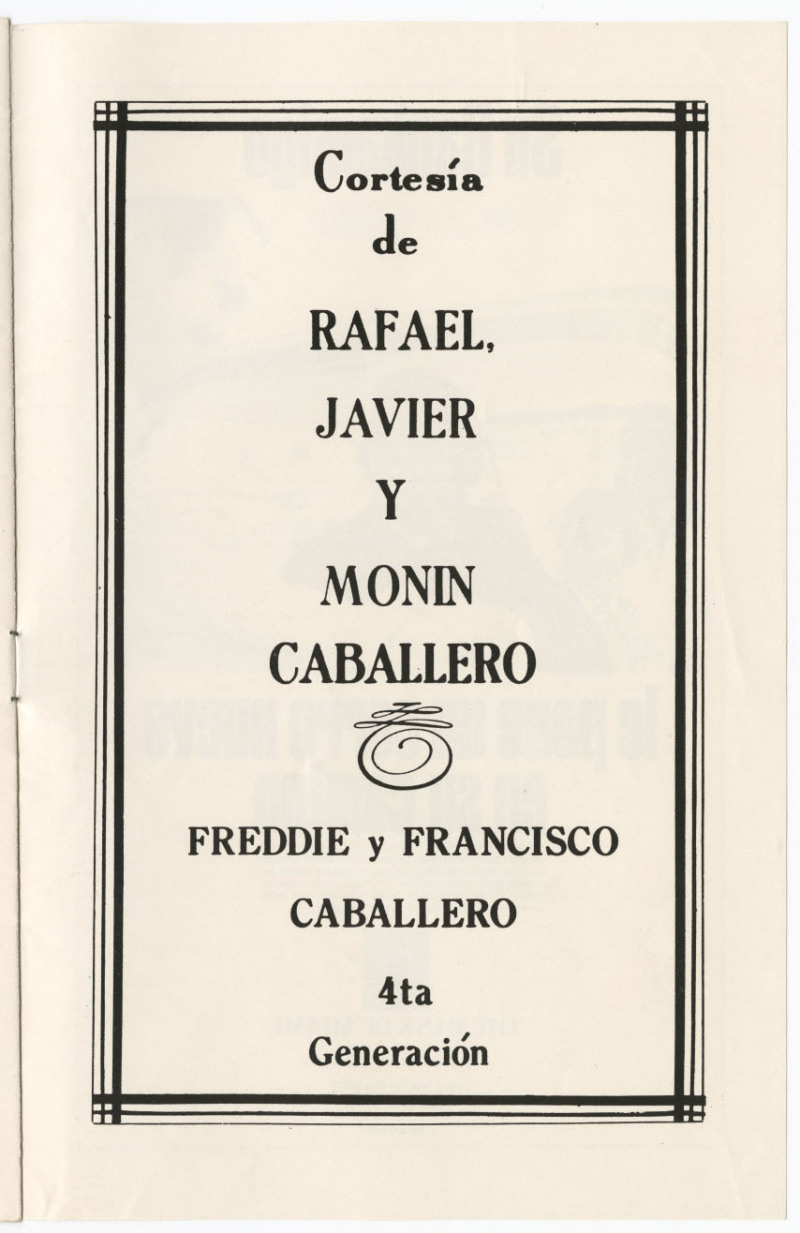 Cortesía
de
RAFAEL,
JAVIER
Y
MONIN
CABALLERO
FREDDIE y FRANCISCO
CABALLERO
4ta
Generación